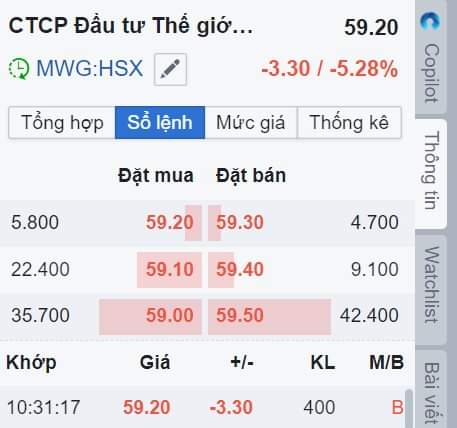 CTCP Đầu tư Thế giớ... 59.20
MWG:HSX -3.30 / -5.28%
Tổng hợp Sổ lệnh Mức giá Thống kê
Đặt mua Đặt bán
5.800 59.20 59.30 4.700
22.400 59.10 59.40 9.100
35.700 59.00 59.50 42.400
Khớp Giá +/- KL M/B
10:31:17 59.20 -3.30 400 B
Copilot
Thông tin
Watchlist
Bài viết